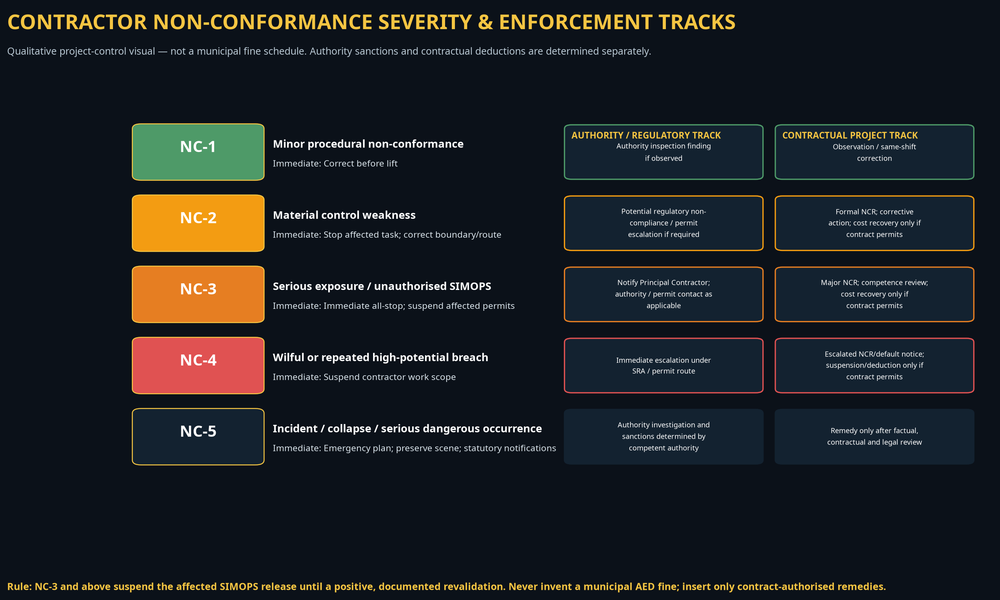 CONTRACTOR NON-CONFORMANCE SEVERITY & ENFORCEMENT TRACKS
Qualitative project-control visual — not a municipal fine schedule. Authority sanctions and contractual deductions are determined separately.
NC-1
Minor procedural non-conformance
Immediate: Correct before lift
AUTHORITY / REGULATORY TRACK
Authority inspection finding
if observed
CONTRACTUAL PROJECT TRACK
Observation / same-shift
correction
NC-2
Material control weakness
Immediate: Stop affected task; correct boundary/route
Potential regulatory non-
compliance / permit
escalation if required
Formal NCR; corrective
action; cost recovery only if
contract permits
NC-3
Serious exposure / unauthorised SIMOPS
Immediate: Immediate all-stop; suspend affected permits
Notify Principal Contractor;
authority / permit contact as
applicable
Major NCR; competence review;
cost recovery only if
contract permits
NC-4
Wilful or repeated high-potential breach
Immediate: Suspend contractor work scope
Immediate escalation under
SRA / permit route
Escalated NCR/default notice;
suspension/deduction only if
contract permits
NC-5
Incident / collapse / serious dangerous occurrence
Immediate: Emergency plan; preserve scene; statutory notifications
Authority investigation and
sanctions determined by
competent authority
Remedy only after factual,
contractual and legal review
Rule: NC-3 and above suspend the affected SIMOPS release until a positive, documented revalidation. Never invent a municipal AED fine; insert only contract-authorised remedies.